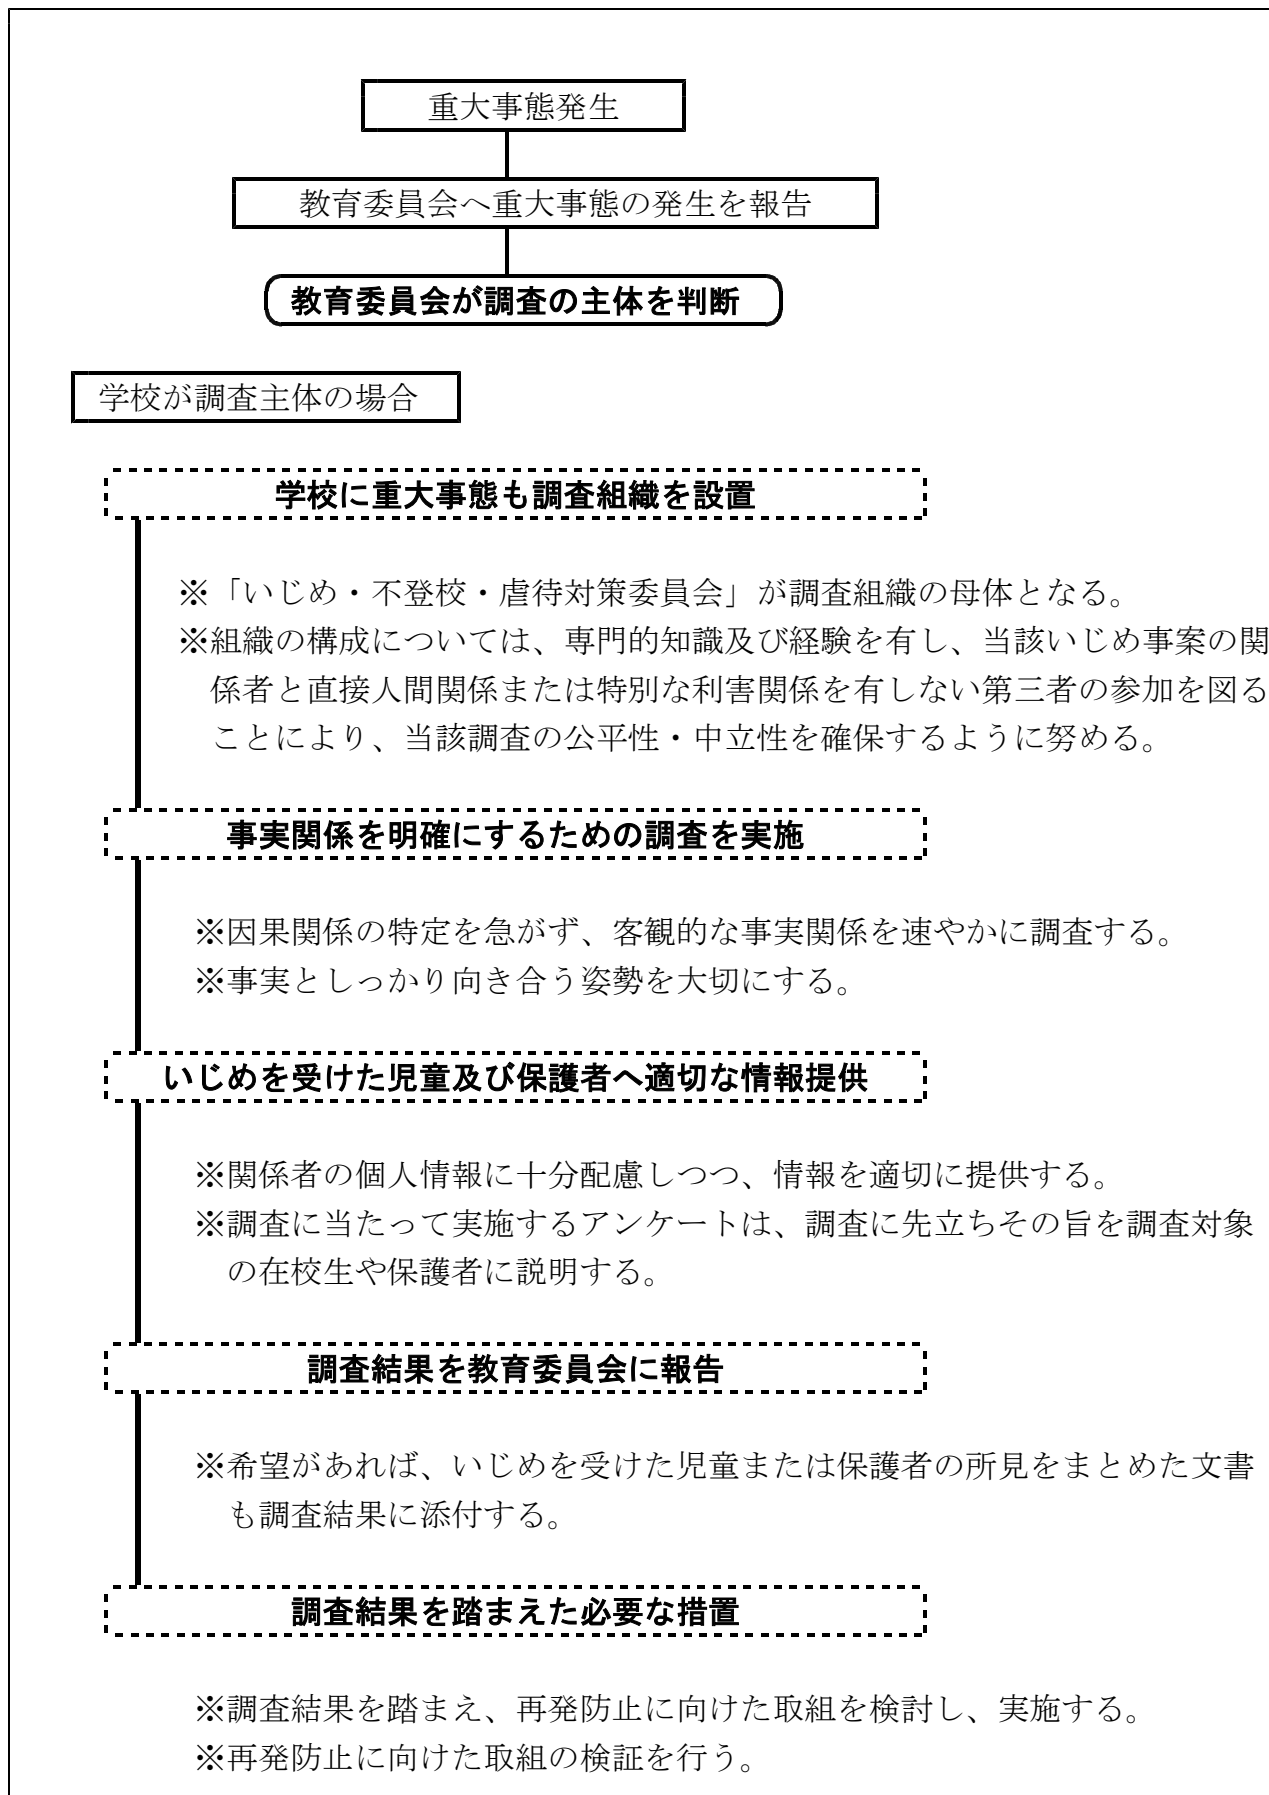 重大事態発生
教育委員会へ重大事態の発生を報告
教育委員会が調査の主体を判断
学校が調査主体の場合
学校に重大事態も調査組織を設置
※「いじめ・不登校・虐待対策委員会」が調査組織の母体となる。
※組織の構成については、専門的知識及び経験を有し、当該いじめ事案の関
係者と直接人間関係または特別な利害関係を有しない第三者の参加を図る
ことにより、当該調査の公平性・中立性を確保するように努める。
事実関係を明確にするための調査を実施
※因果関係の特定を急がず、客観的な事実関係を速やかに調査する。
※事実としっかり向き合う姿勢を大切にする。
いじめを受けた児童及び保護者へ適切な情報提供
※関係者の個人情報に十分配慮しつつ、情報を適切に提供する。
※調査に当たって実施するアンケートは、調査に先立ちその旨を調査対象
の在校生や保護者に説明する。
調査結果を教育委員会に報告
※希望があれば、いじめを受けた児童または保護者の所見をまとめた文書
も調査結果に添付する。
調査結果を踏まえた必要な措置
※調査結果を踏まえ、再発防止に向けた取組を検討し、実施する。
※再発防止に向けた取組の検証を行う。